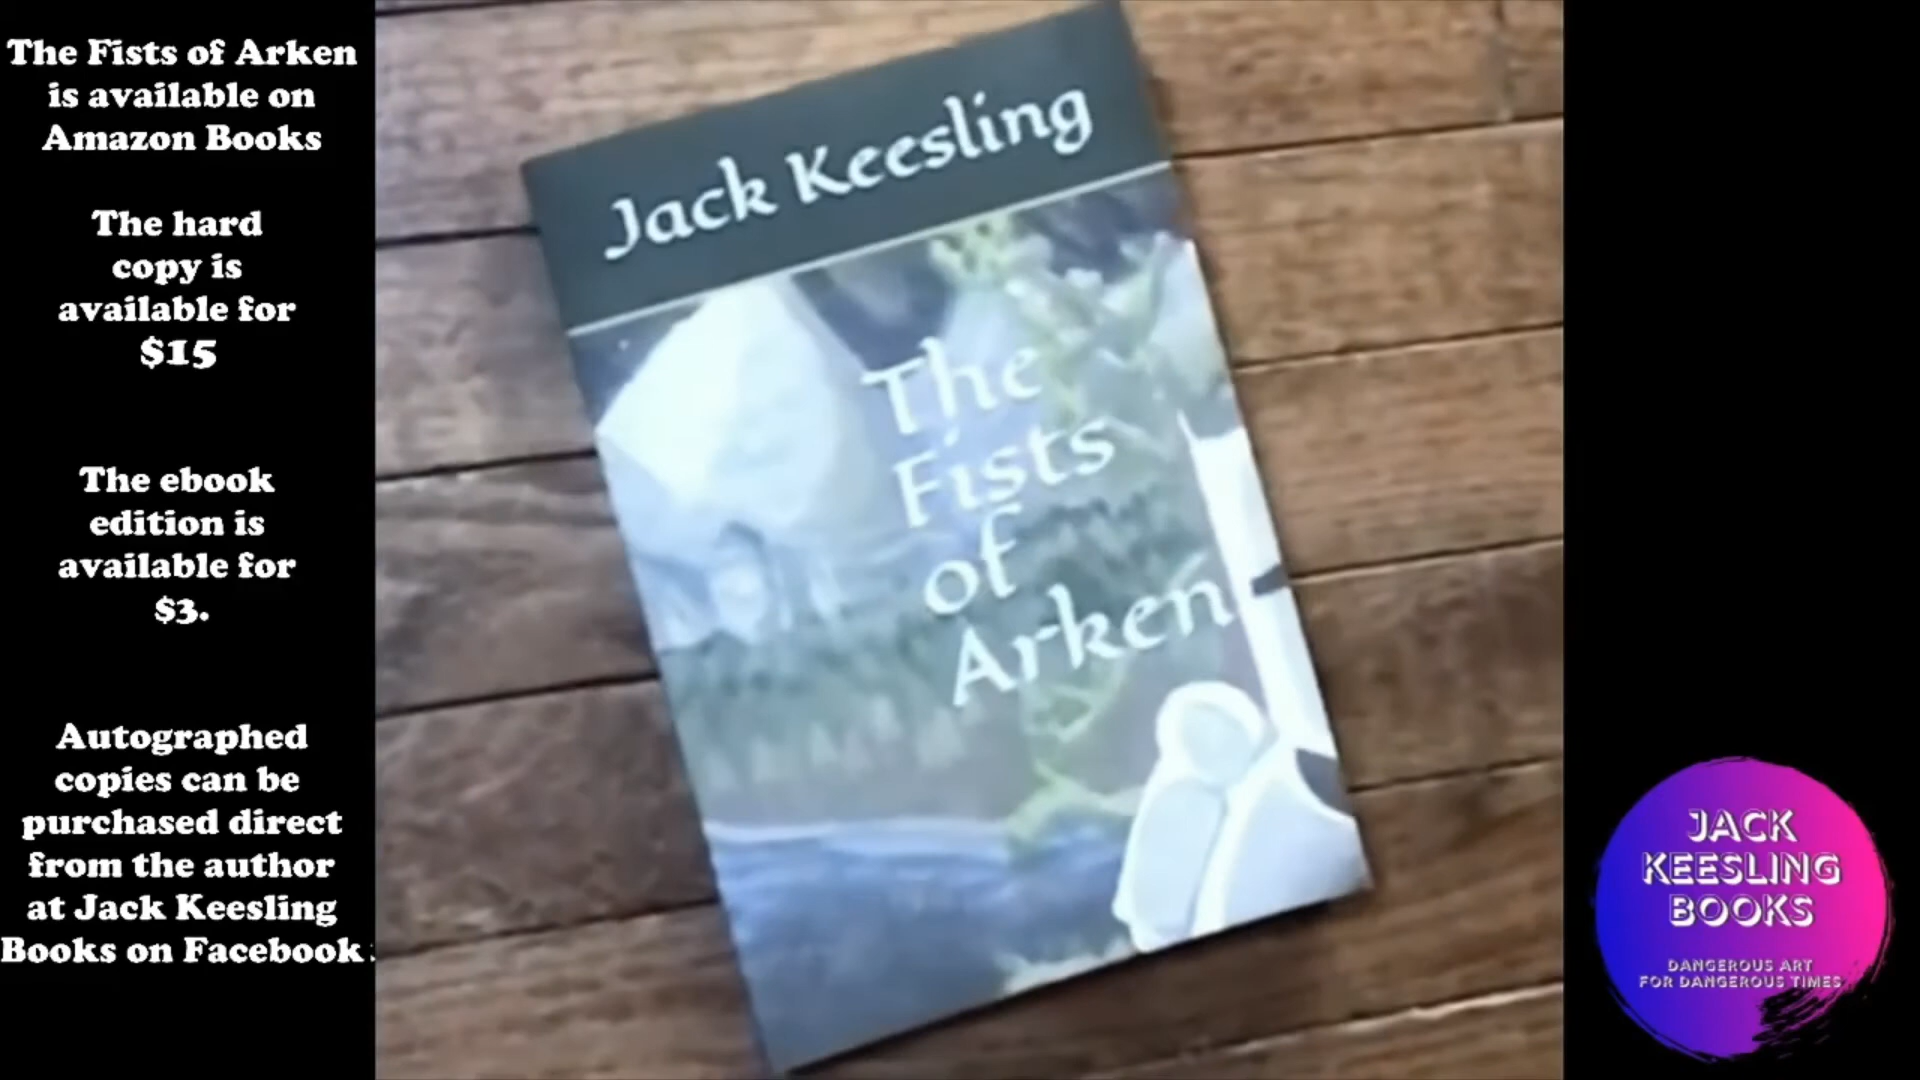 The Fists of Arken
is available on
Amazon Books
The hard
copy is
available for
$15
The ebook
edition is
available for
$3.
Autographed
copies can be
purchased direct
from the author
at Jack Keesling
Books on Facebook
Jack Keesling
The
Fists
of
Arken
JACK
KEESLING
BOOKS
DANGEROUS ART
FOR DANGEROUS TIMES